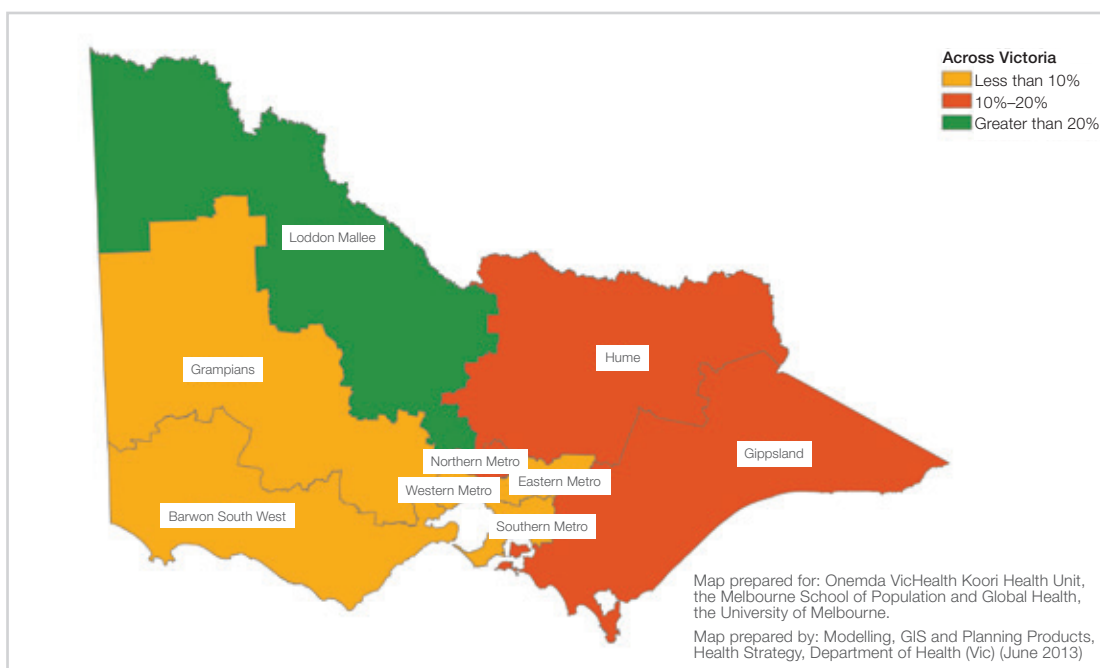 Across Victoria
Less than 10%
10%–20%
Greater than 20%
Loddon Mallee
Hume
Grampians
Gippsland
Northern Metro
Eastern Metro
Western Metro
Barwon South West
Southern Metro
Map prepared for: Onemda VicHealth Koori Health Unit,
the Melbourne School of Population and Global Health,
the University of Melbourne.
Map prepared by: Modelling, GIS and Planning Products,
Health Strategy, Department of Health (Vic) (June 2013)